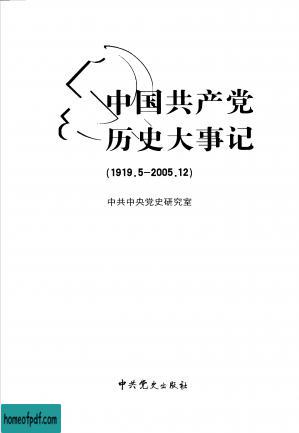 中国共产党
历史大事记
(1919.5-2005.12)
中共中央党史研究室
中共党史出版社
homeofpdf.com